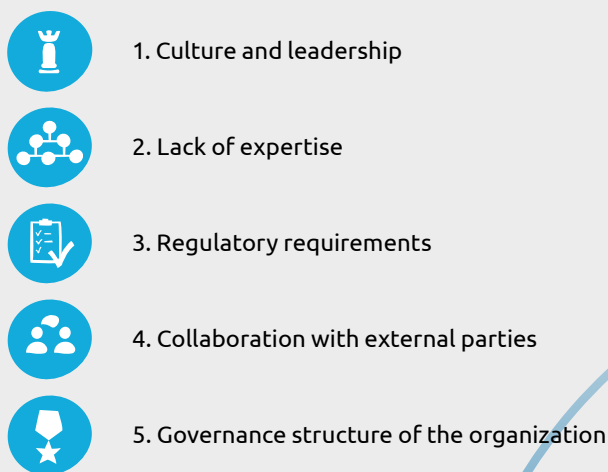 1. Culture and leadership
2. Lack of expertise
3. Regulatory requirements
4. Collaboration with external parties
5. Governance structure of the organization